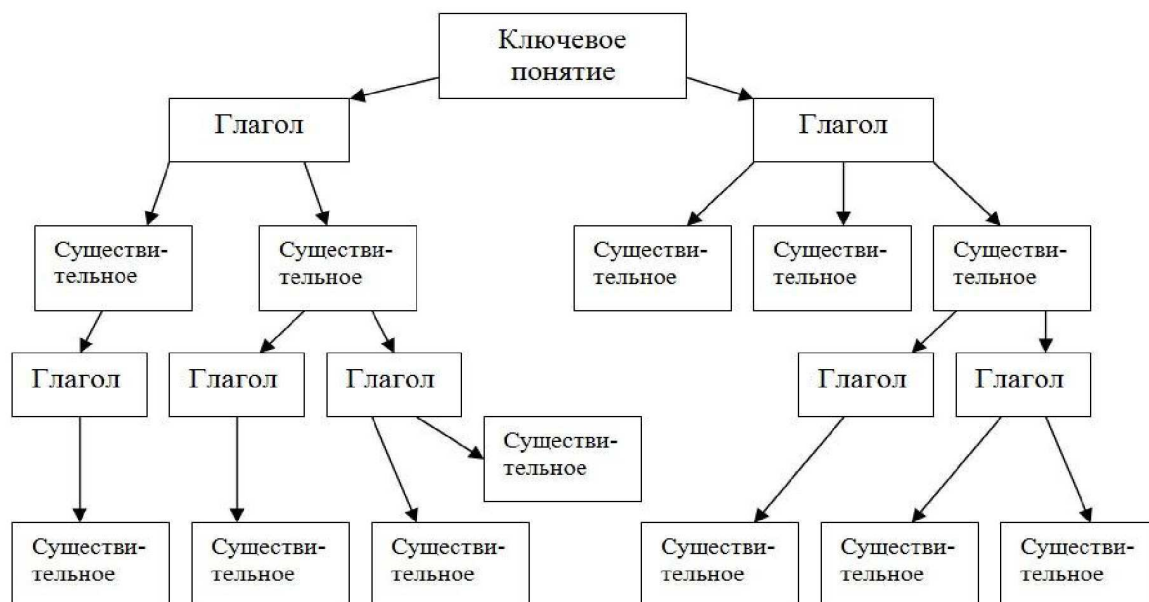 Ключевое
понятие
Глагол
Глагол
Существи-
тельное
Существи-
тельное
Существи-
тельное
Существи-
тельное
Существи-
тельное
Глагол
Глагол
Глагол
Глагол
Глагол
Существи-
тельное
Существи-
тельное
Существи-
тельное
Существи-
тельное
Существи-
тельное
Существи-
тельное
Существи-
тельное